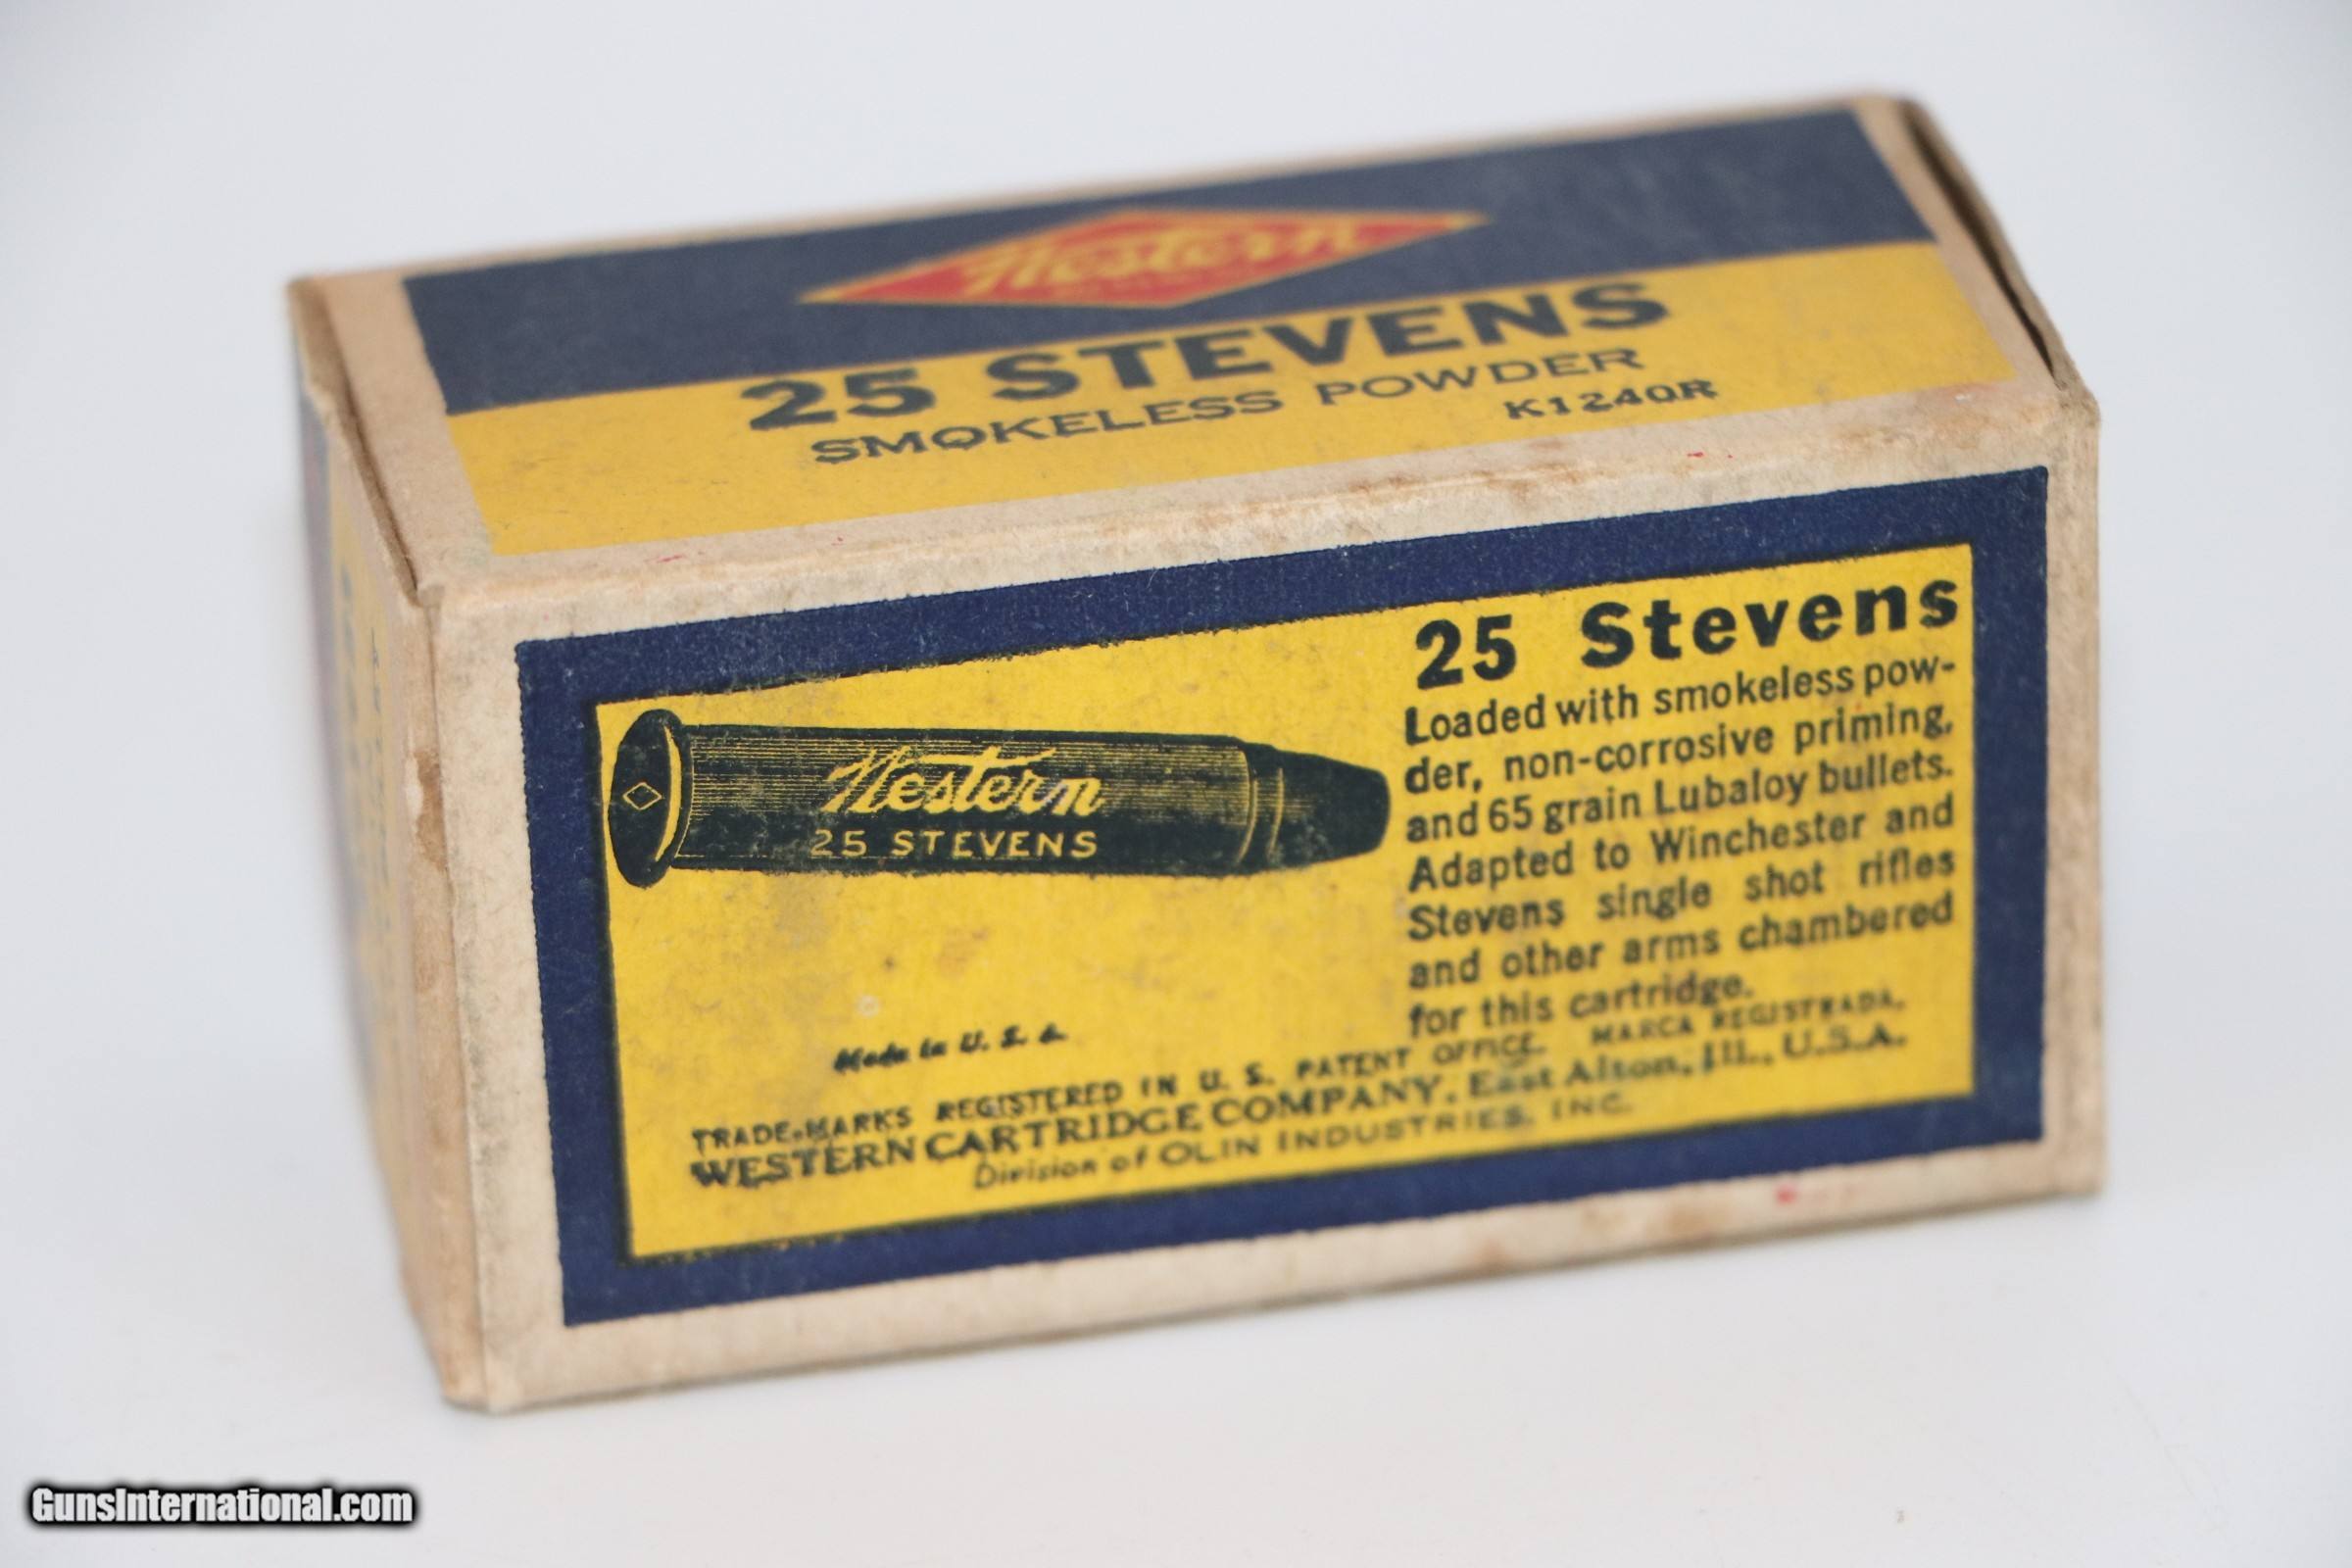 Western
25 STEVENS
SMOKELESS POWDER
K1240R
Western
25 STEVENS
25 Stevens
Loaded with smokeless pow-
der, non-corrosive priming,
and 65 grain Lubaloy bullets.
Adapted to Winchester and
Stevens single shot rifles
and other arms chambered
for this cartridge.
Made in U. S. A.
TRADE-MARKS REGISTERED IN U. S. PATENT OFFICE. MARCA REGISTRADA.
WESTERN CARTRIDGE COMPANY, East Alton, Ill., U.S.A.
Division of OLIN INDUSTRIES, INC.
GunsInternational.com